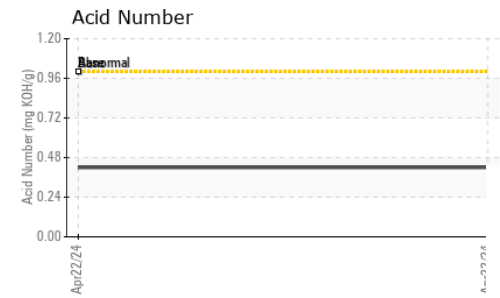 Acid Number
1.20
Abnormal
0.96
0.72
0.48
0.24
0.00
Acid Number (mg KOH/g)
Apr22/24